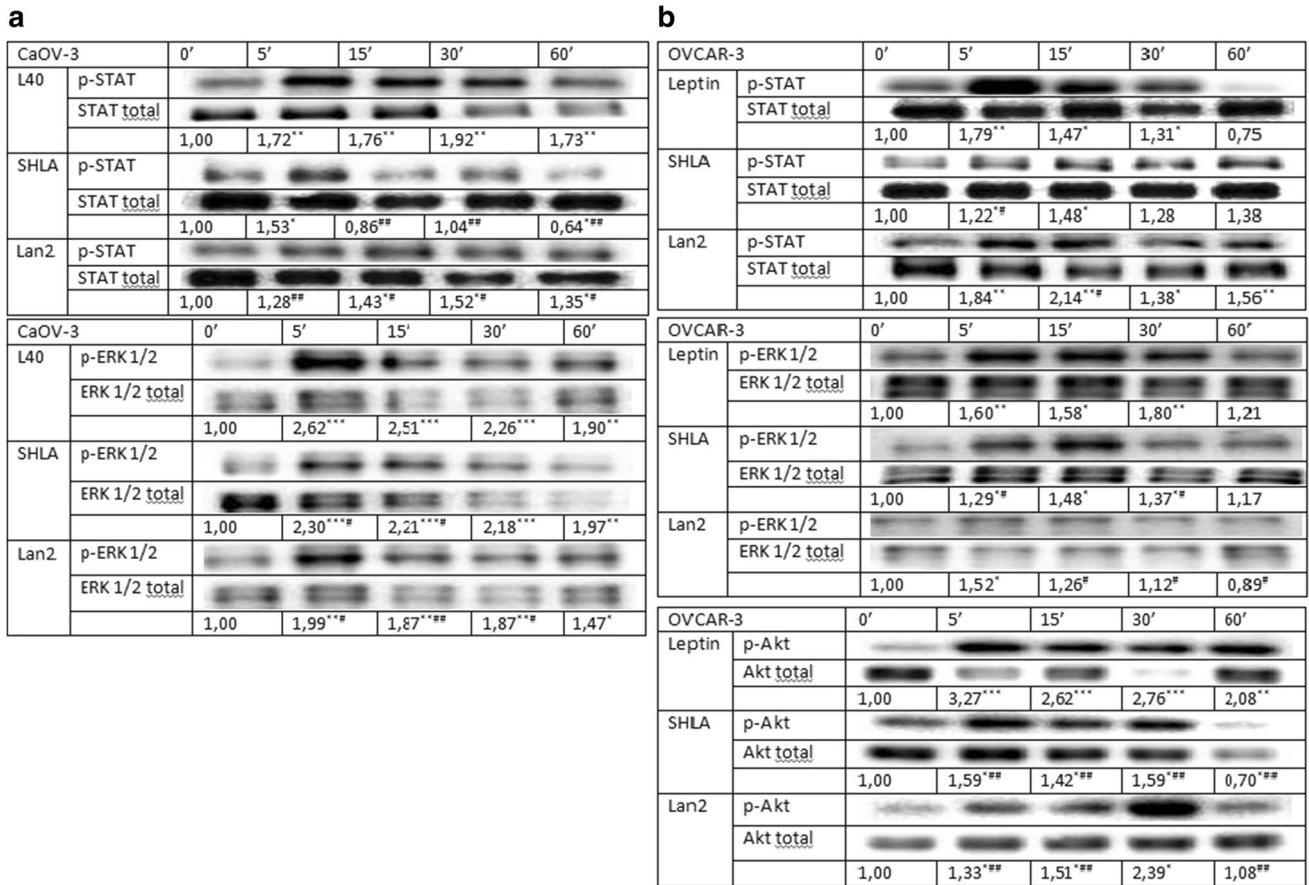 a
CaOV-3 0’ 5’ 15’ 30’ 60’
L40 p-STAT
STAT total
1,00 1,72** 1,76** 1,92** 1,73**
SHLA p-STAT
STAT total
1,00 1,53* 0,86## 1,04## 0,64*##
Lan2 p-STAT
STAT total
1,00 1,28## 1,43*# 1,52*# 1,35*#
CaOV-3 0’ 5’ 15’ 30’ 60’
L40 p-ERK 1/2
ERK 1/2 total
1,00 2,62*** 2,51*** 2,26*** 1,90**
SHLA p-ERK 1/2
ERK 1/2 total
1,00 2,30***# 2,21***# 2,18*** 1,97**
Lan2 p-ERK 1/2
ERK 1/2 total
1,00 1,99**# 1,87**## 1,87**# 1,47*
b
OVCAR-3 0’ 5’ 15’ 30’ 60’
Leptin p-STAT
STAT total
1,00 1,79** 1,47* 1,31* 0,75
SHLA p-STAT
STAT total
1,00 1,22*# 1,48* 1,28 1,38
Lan2 p-STAT
STAT total
1,00 1,84** 2,14**# 1,38* 1,56**
OVCAR-3 0’ 5’ 15’ 30’ 60’
Leptin p-ERK 1/2
ERK 1/2 total
1,00 1,60** 1,58* 1,80** 1,21
SHLA p-ERK 1/2
ERK 1/2 total
1,00 1,29*# 1,48* 1,37*# 1,17
Lan2 p-ERK 1/2
ERK 1/2 total
1,00 1,52* 1,26# 1,12# 0,89#
OVCAR-3 0’ 5’ 15’ 30’ 60’
Leptin p-Akt
Akt total
1,00 3,27*** 2,62*** 2,76*** 2,08**
SHLA p-Akt
Akt total
1,00 1,59*## 1,42*## 1,59*## 0,70*##
Lan2 p-Akt
Akt total
1,00 1,33*## 1,51*## 2,39* 1,08##